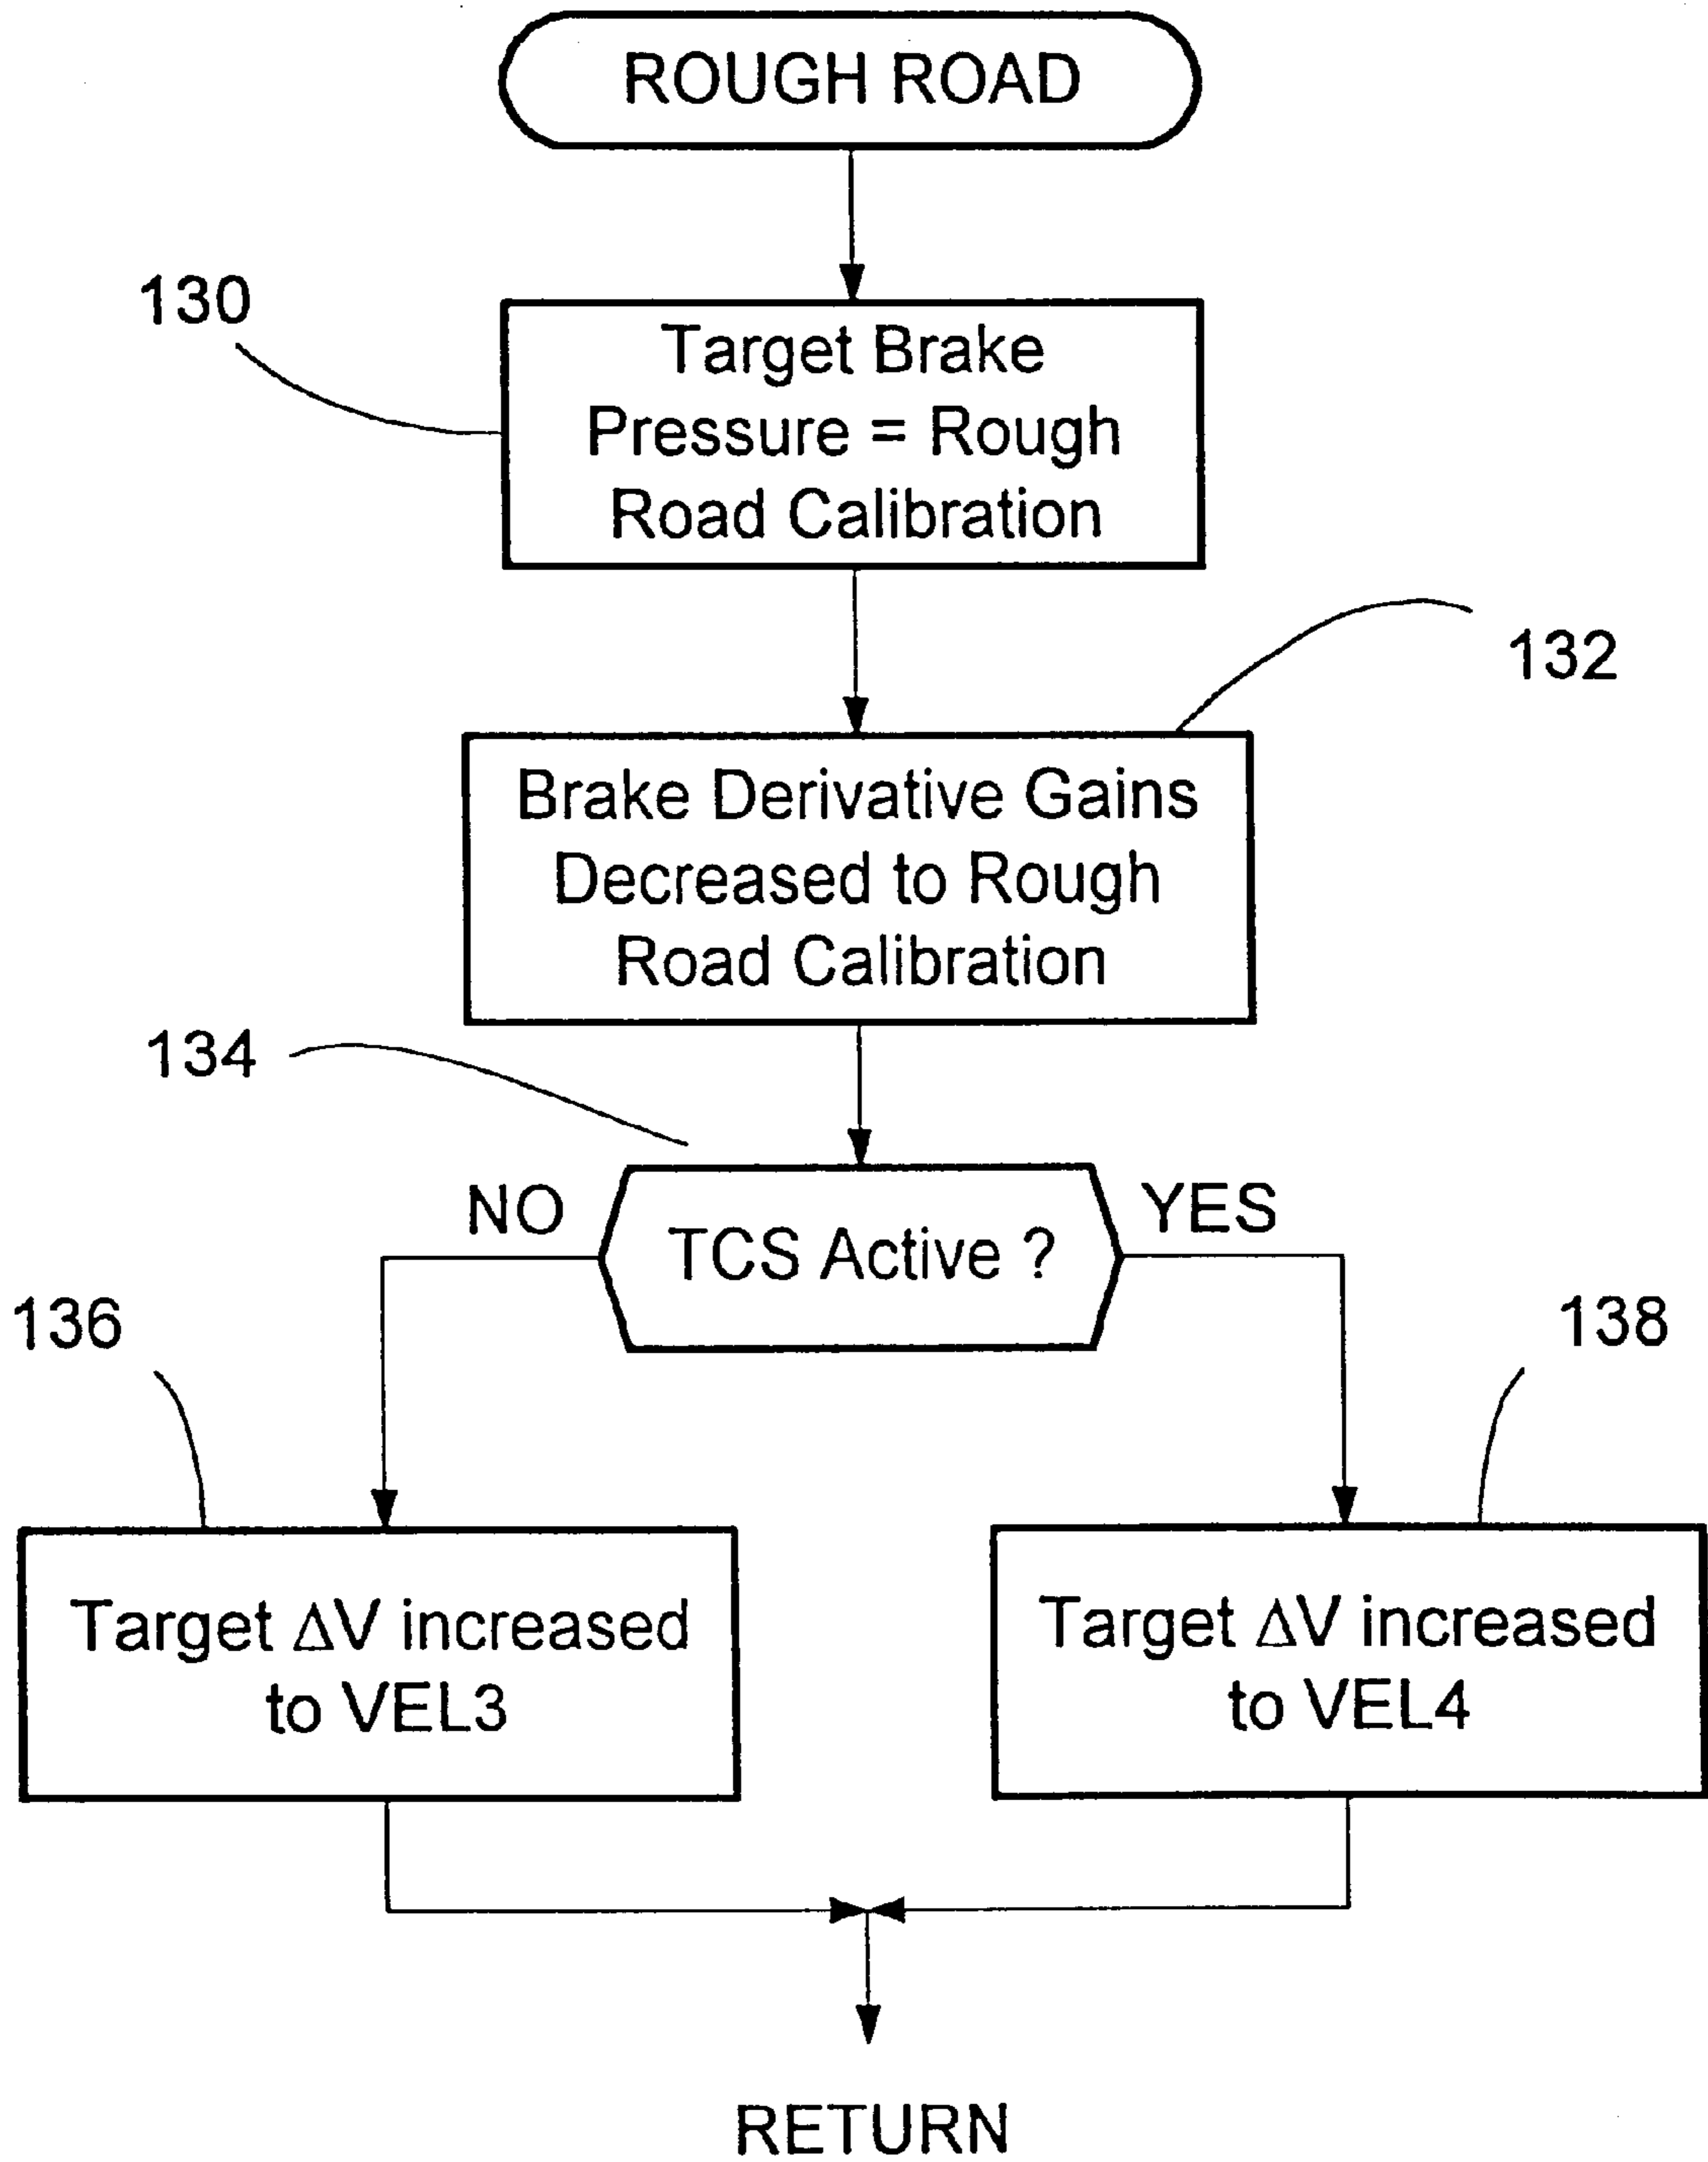 ROUGH ROAD
130
Target Brake
Pressure = Rough
Road Calibration
132
Brake Derivative Gains
Decreased to Rough
Road Calibration
134
NO
TCS Active ?
YES
136
138
Target ΔV increased
to VEL3
Target ΔV increased
to VEL4
RETURN